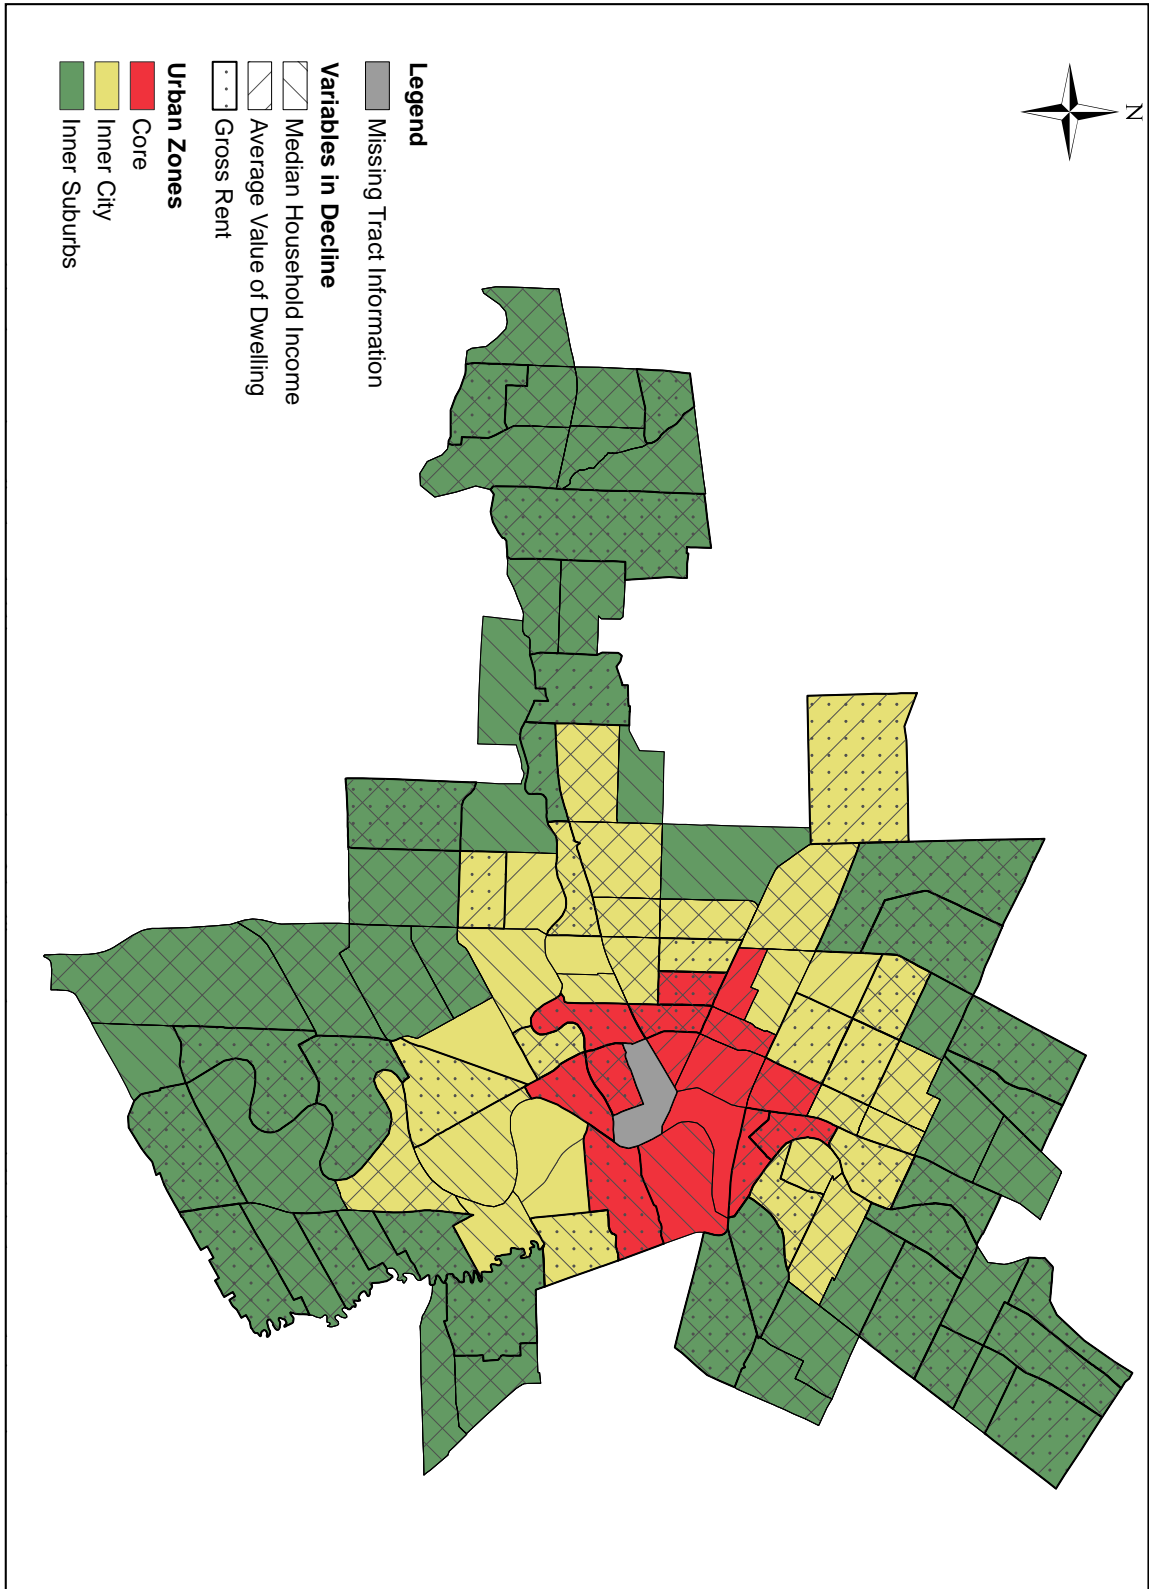 N
Legend
Missing Tract Information
Variables in Decline
Median Household Income
Average Value of Dwelling
Gross Rent
Urban Zones
Core
Inner City
Inner Suburbs